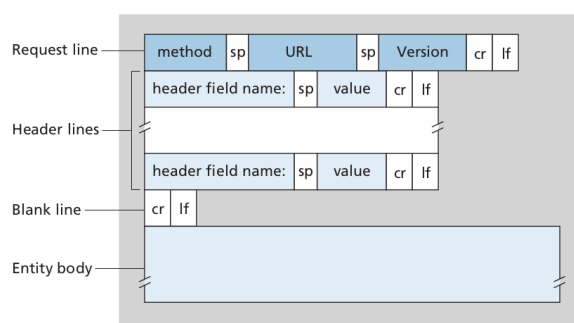 Request line method sp URL sp Version cr lf
header field name: sp value cr lf
Header lines
header field name: sp value cr lf
Blank line cr lf
Entity body